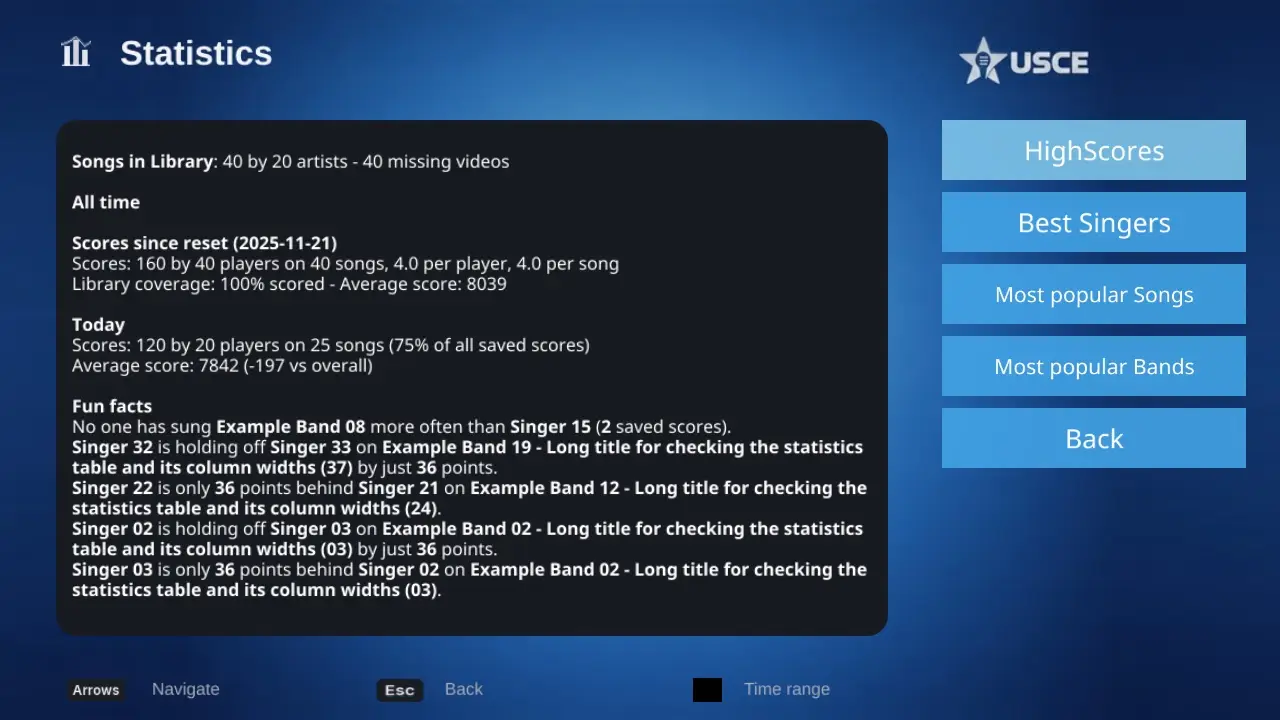 Statistics
USCE
Songs in Library: 40 by 20 artists - 40 missing videos
All time
Scores since reset (2025-11-21)
Scores: 160 by 40 players on 40 songs, 4.0 per player, 4.0 per song
Library coverage: 100% scored - Average score: 8039
Today
Scores: 120 by 20 players on 25 songs (75% of all saved scores)
Average score: 7842 (-197 vs overall)
Fun facts
No one has sung Example Band 08 more often than Singer 15 (2 saved scores).
Singer 32 is holding off Singer 33 on Example Band 19 - Long title for checking the statistics
table and its column widths (37) by just 36 points.
Singer 22 is only 36 points behind Singer 21 on Example Band 12 - Long title for checking the
statistics table and its column widths (24).
Singer 02 is holding off Singer 03 on Example Band 02 - Long title for checking the statistics
table and its column widths (03) by just 36 points.
Singer 03 is only 36 points behind Singer 02 on Example Band 02 - Long title for checking the
statistics table and its column widths (03).
HighScores
Best Singers
Most popular Songs
Most popular Bands
Back
Arrows Navigate
Esc Back
Time range